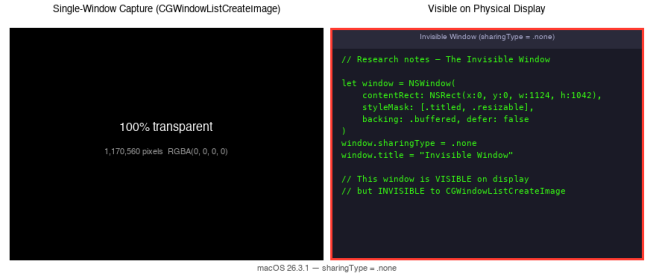 Single-Window Capture (CGWindowListCreateImage)
100% transparent
1,170,560 pixels  RGBA(0, 0, 0, 0)
Visible on Physical Display
Invisible Window (sharingType = .none)
// Research notes — The Invisible Window
let window = NSWindow(
    contentRect: NSRect(x:0, y:0, w:1124, h:1042),
    styleMask: [.titled, .resizable],
    backing: .buffered, defer: false
)
window.sharingType = .none
window.title = "Invisible Window"
// This window is VISIBLE on display
// but INVISIBLE to CGWindowListCreateImage
macOS 26.3.1 — sharingType = .none